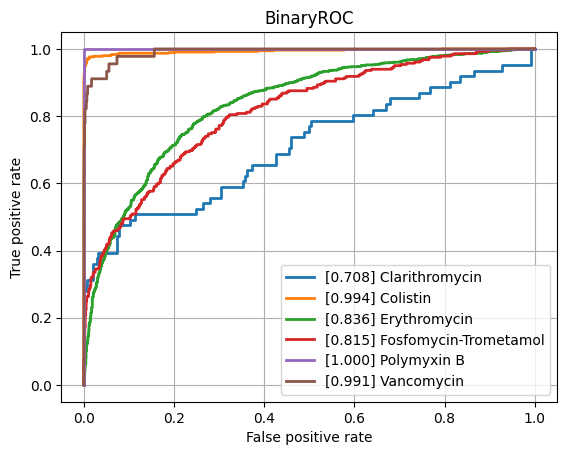 BinaryROC
True positive rate
1.0
0.8
0.6
0.4
0.2
0.0
[0.708] Clarithromycin
[0.994] Colistin
[0.836] Erythromycin
[0.815] Fosfomycin-Trometamol
[1.000] Polymyxin B
[0.991] Vancomycin
0.0 0.2 0.4 0.6 0.8 1.0
False positive rate